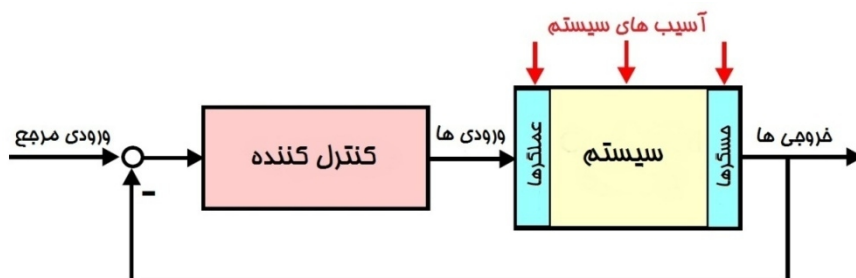 آسیب های سیستم
ورودی مرجع
-
کنترل کننده
ورودی ها
عملگرها
سیستم
حسگرها
خروجی ها